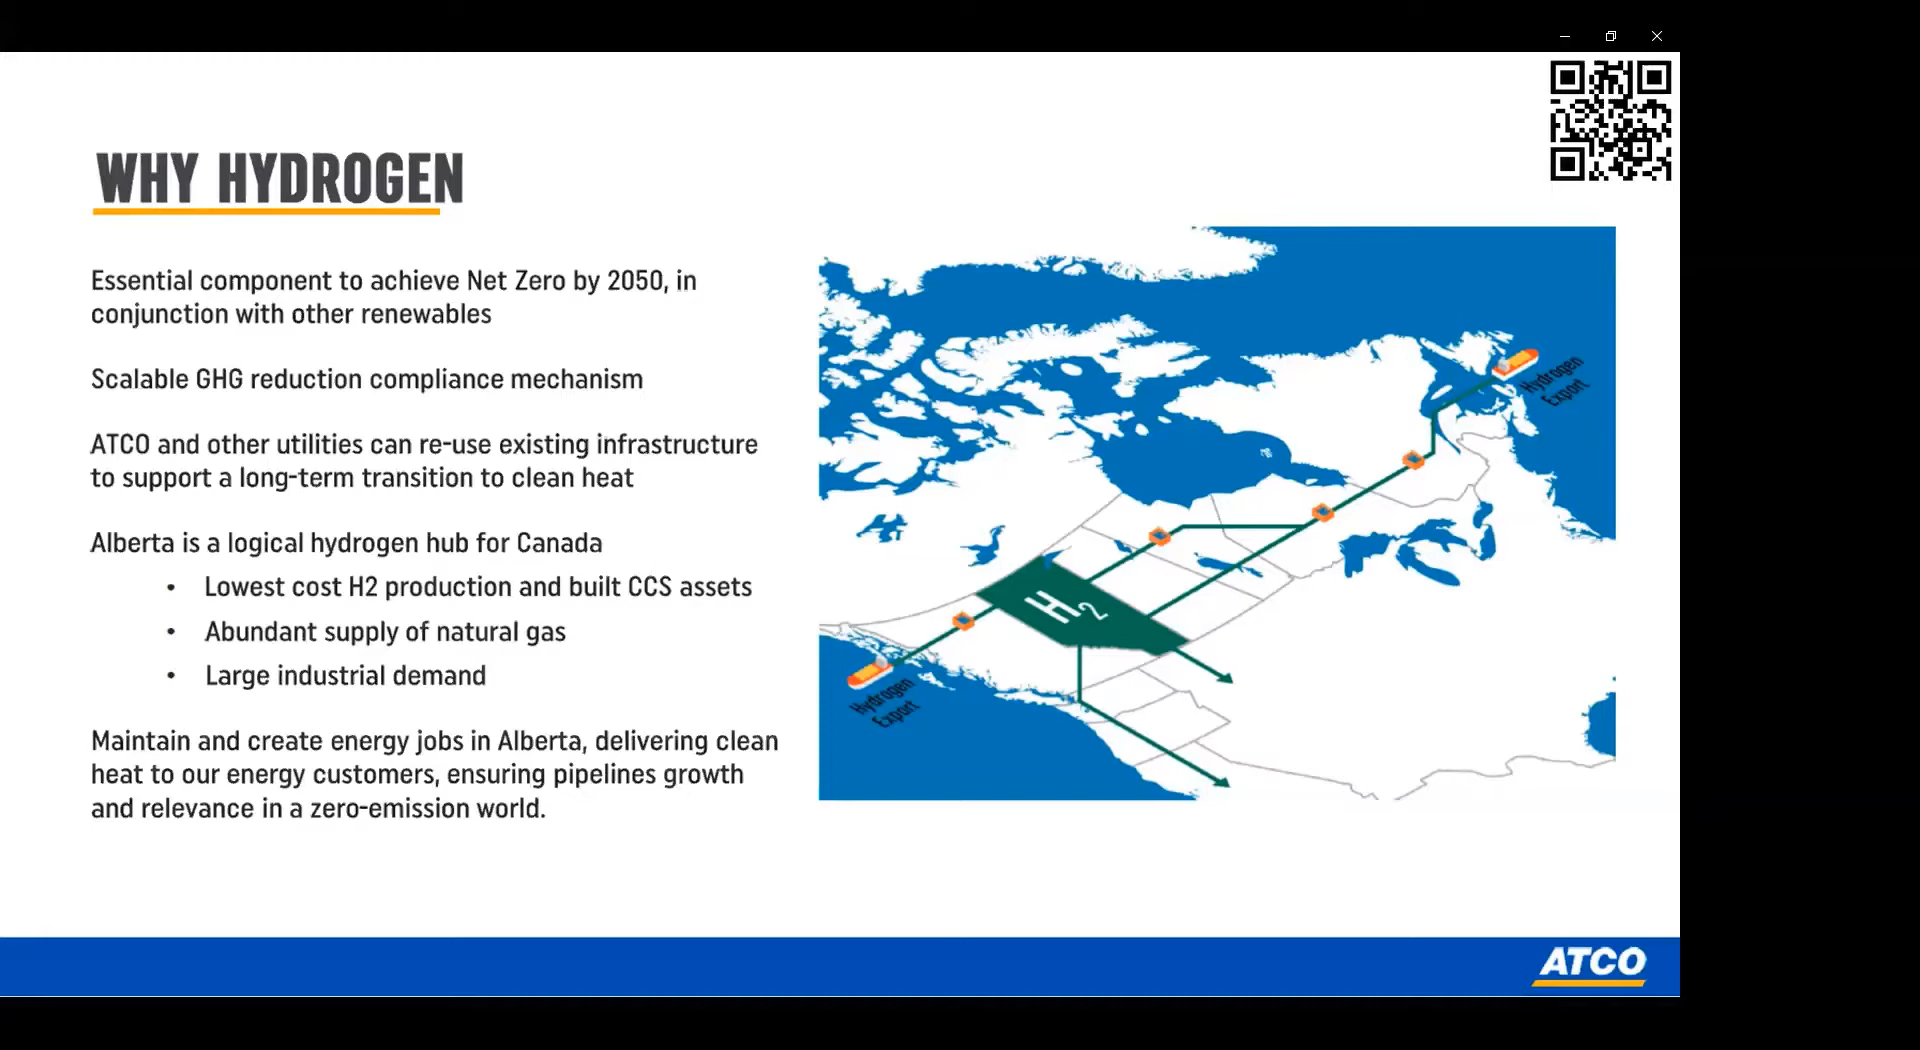 WHY HYDROGEN
Essential component to achieve Net Zero by 2050, in
conjunction with other renewables
Scalable GHG reduction compliance mechanism
ATCO and other utilities can re-use existing infrastructure
to support a long-term transition to clean heat
Alberta is a logical hydrogen hub for Canada
• Lowest cost H2 production and built CCS assets
• Abundant supply of natural gas
• Large industrial demand
Maintain and create energy jobs in Alberta, delivering clean
heat to our energy customers, ensuring pipelines growth
and relevance in a zero-emission world.
Hydrogen
Export
H2
Hydrogen
Export
ATCO